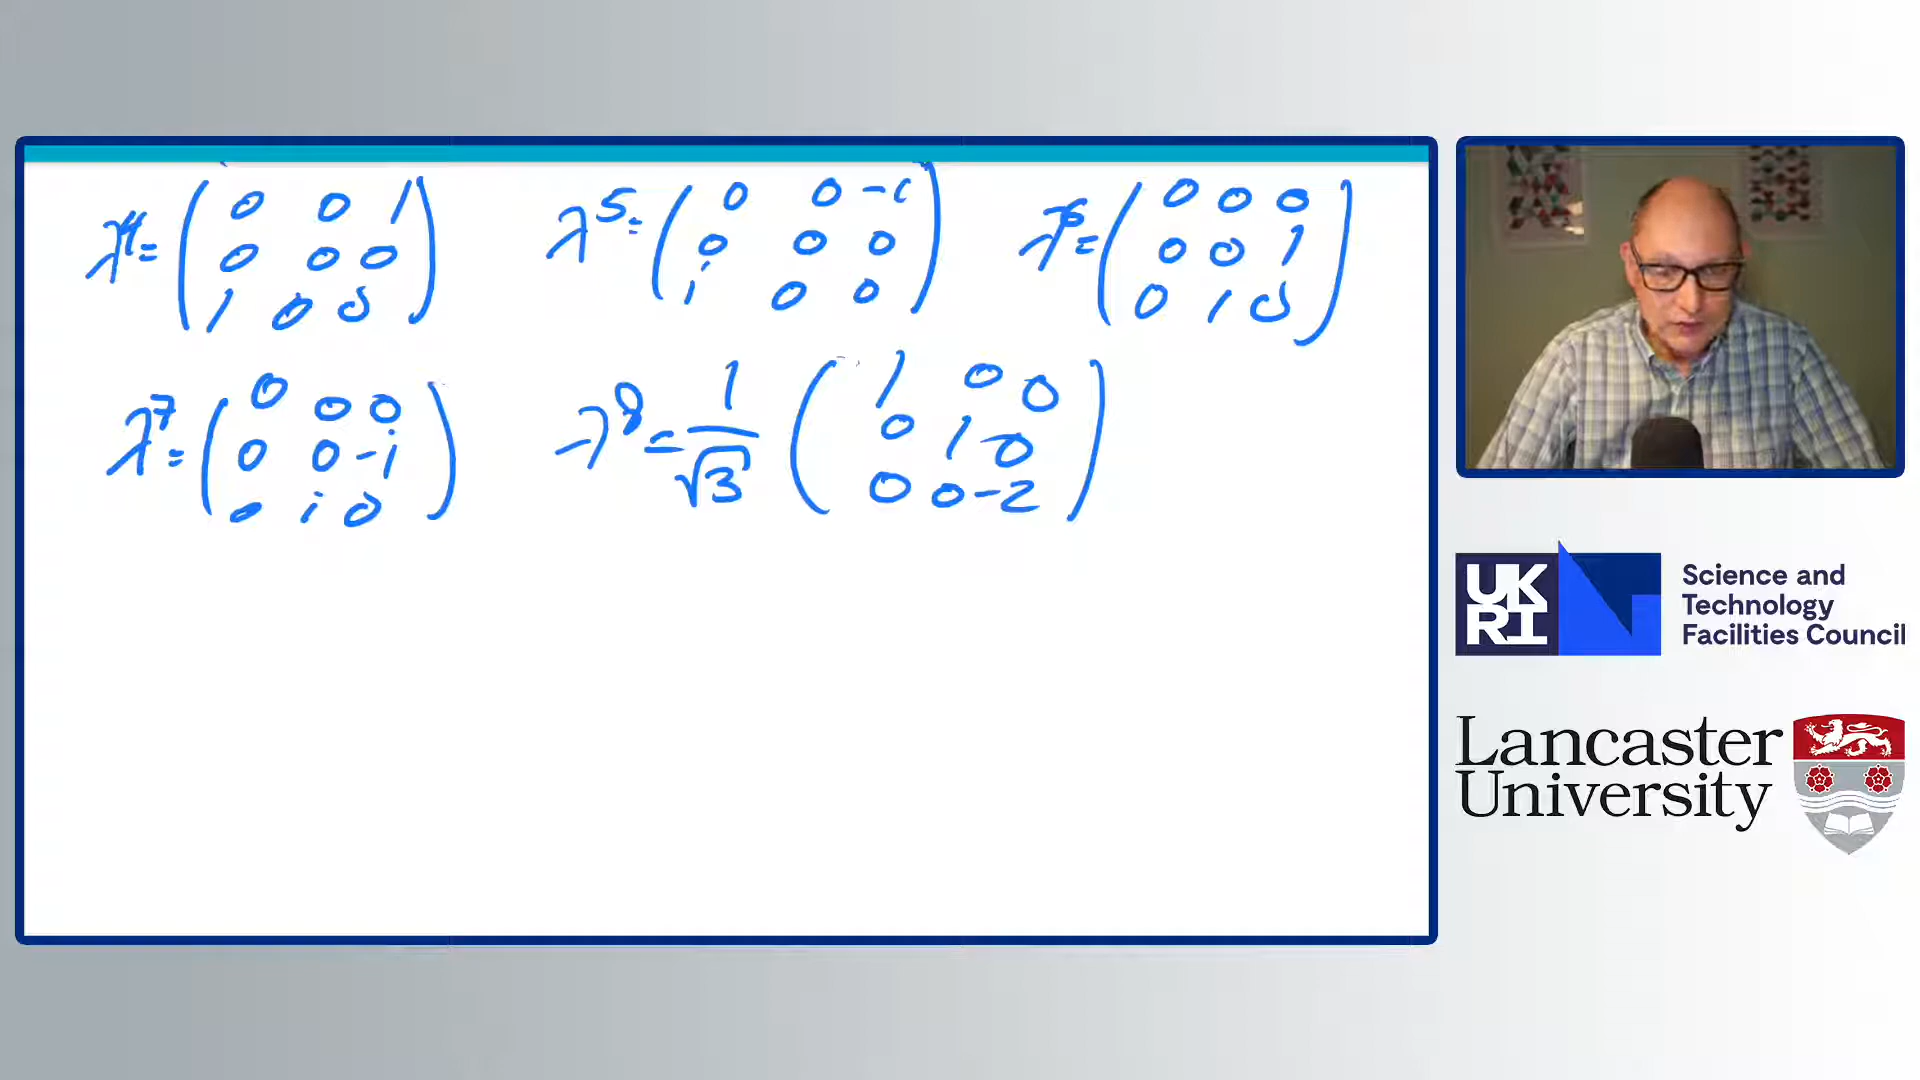 λ⁴ = ( 0 0 1
0 0 0
1 0 0 )
λ⁵ = ( 0 0 -i
0 0 0
i 0 0 )
λ⁶ = ( 0 0 0
0 0 1
0 1 0 )
λ⁷ = ( 0 0 0
0 0 -i
0 i 0 )
λ⁸ = 1/√3 ( 1 0 0
0 1 0
0 0 -2 )
UK
RI
Science and
Technology
Facilities Council
Lancaster
University